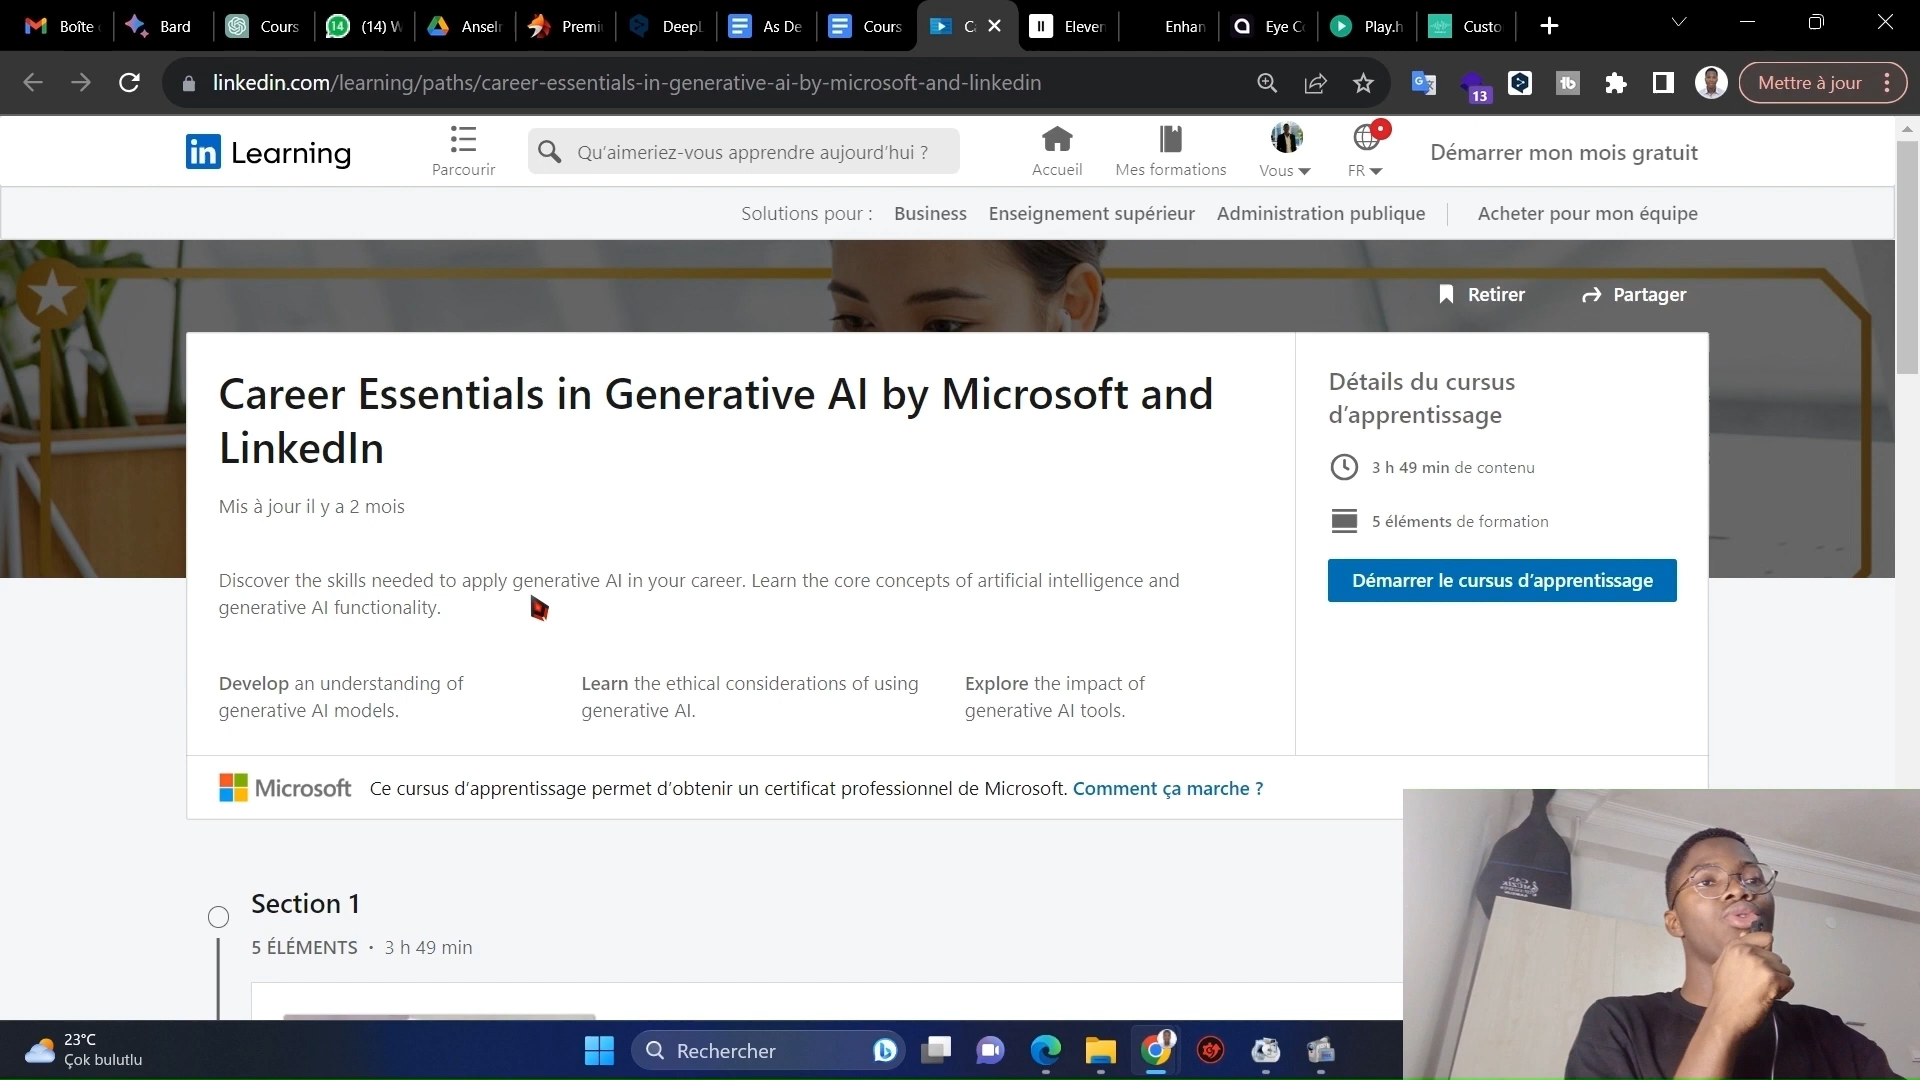 Boîte
Bard
Cours
(14) W
Anselm
Premi
DeepL
As De
Cours
Ca
Eleven
Enhan
Eye Co
Play.h
Custo
linkedin.com/learning/paths/career-essentials-in-generative-ai-by-microsoft-and-linkedin
13
Mettre à jour
in Learning
Parcourir
Qu'aimeriez-vous apprendre aujourd'hui ?
Accueil
Mes formations
Vous
FR
Démarrer mon mois gratuit
Solutions pour :
Business
Enseignement supérieur
Administration publique
Acheter pour mon équipe
Retirer
Partager
Career Essentials in Generative AI by Microsoft and
LinkedIn
Mis à jour il y a 2 mois
Discover the skills needed to apply generative AI in your career. Learn the core concepts of artificial intelligence and
generative AI functionality.
Develop an understanding of
generative AI models.
Learn the ethical considerations of using
generative AI.
Explore the impact of
generative AI tools.
Détails du cursus
d'apprentissage
3 h 49 min de contenu
5 éléments de formation
Démarrer le cursus d'apprentissage
Microsoft
Ce cursus d'apprentissage permet d'obtenir un certificat professionnel de Microsoft. Comment ça marche ?
Section 1
5 ÉLÉMENTS • 3 h 49 min
23°C
Çok bulutlu
Rechercher